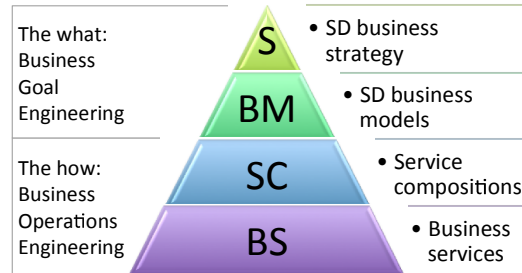 The what:
Business
Goal
Engineering
The how:
Business
Operations
Engineering
S
BM
SC
BS
• SD business
strategy
• SD business
models
• Service
compositions
• Business
services